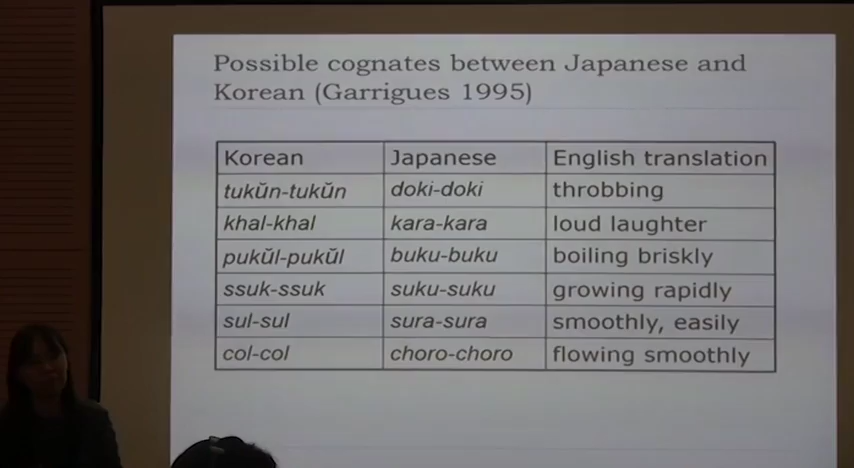 Possible cognates between Japanese and
Korean (Garrigues 1995)
Korean Japanese English translation
tukŭn-tukŭn doki-doki throbbing
khal-khal kara-kara loud laughter
pukŭl-pukŭl buku-buku boiling briskly
ssuk-ssuk suku-suku growing rapidly
sul-sul sura-sura smoothly, easily
col-col choro-choro flowing smoothly